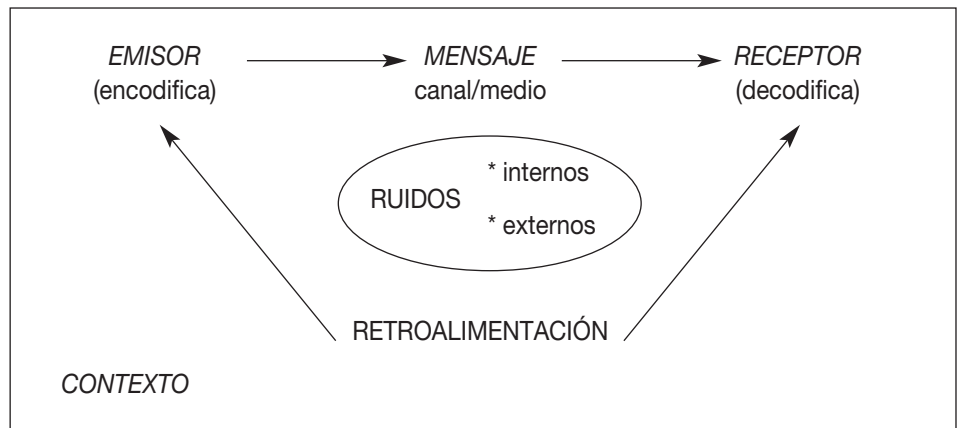 EMISOR
(encodifica)
MENSAJE
canal/medio
RECEPTOR
(decodifica)
RUIDOS
* internos
* externos
RETROALIMENTACIÓN
CONTEXTO